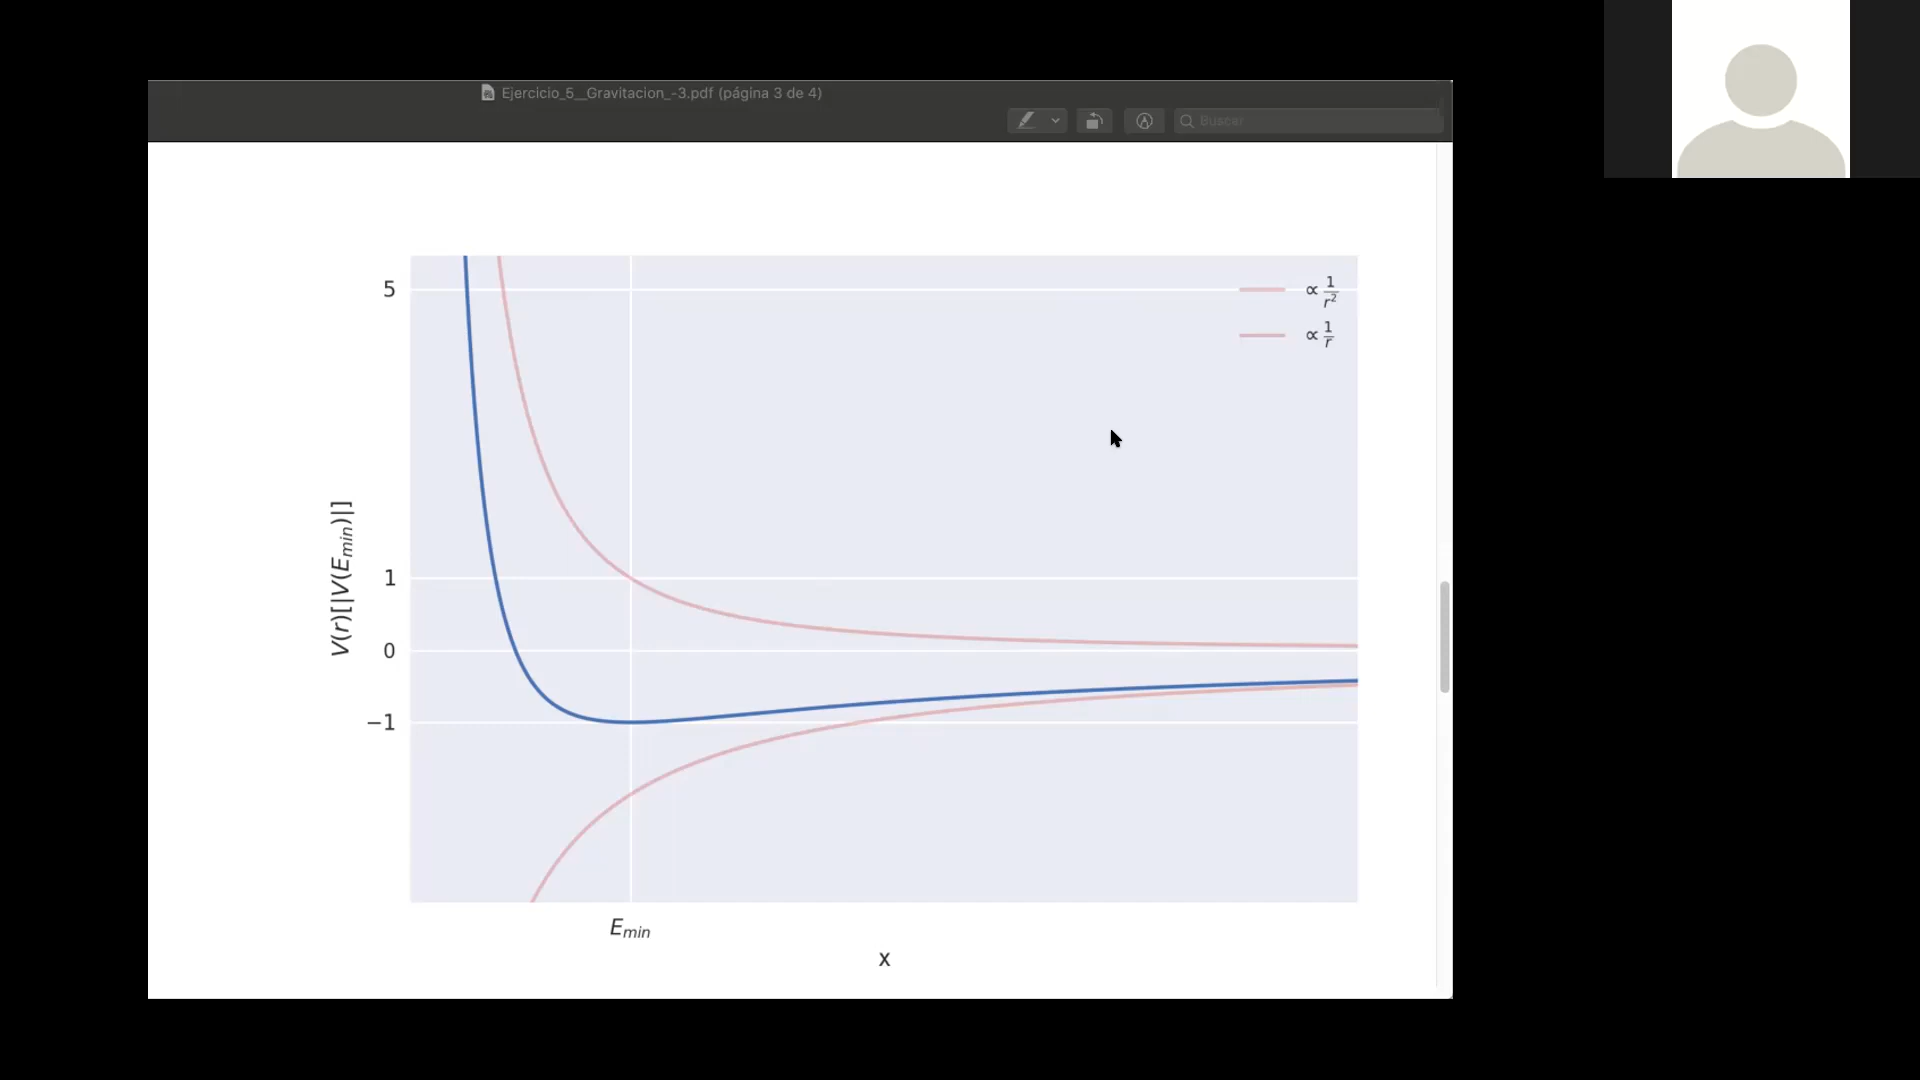 Ejercicio_5__Gravitacion_-3.pdf (página 3 de 4)
Buscar
∝ 1/r²
∝ 1/r
5
1
0
−1
V(r)[|V(E_min)|]
E_min
x